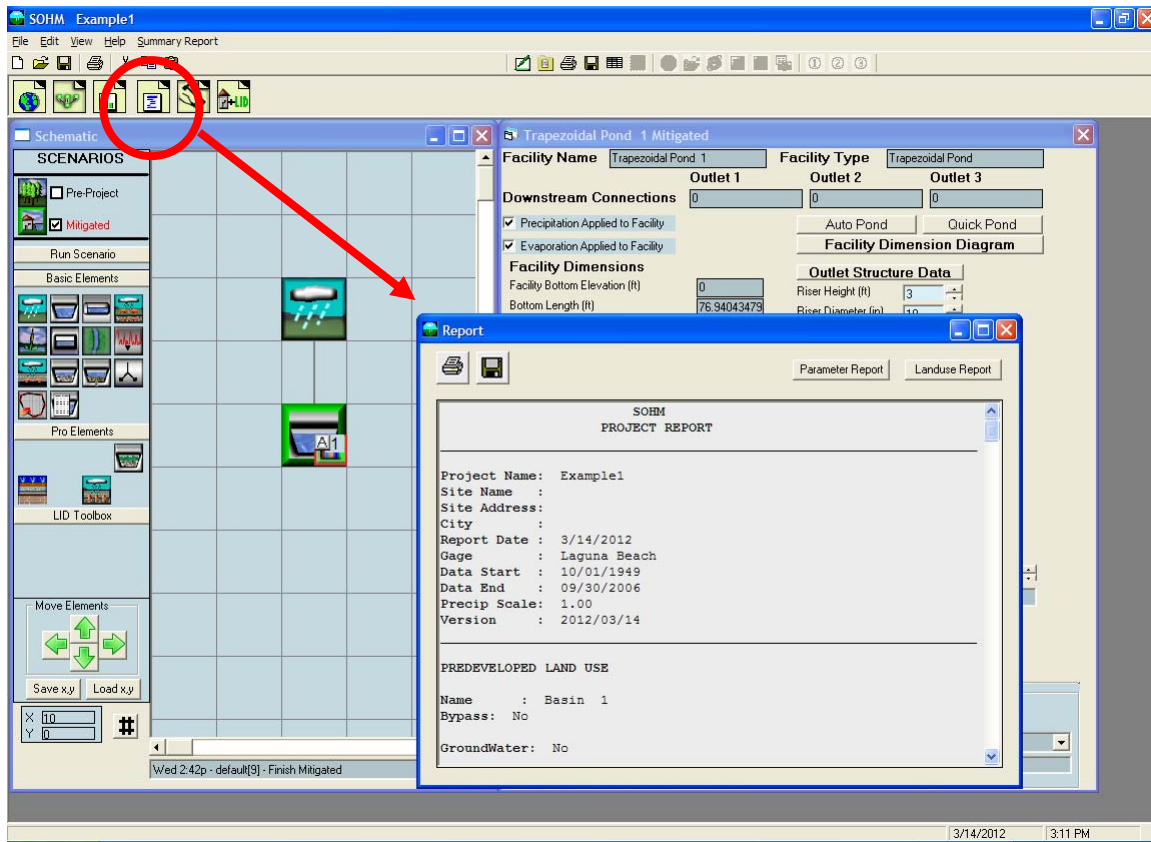 SOHM Example1
File Edit View Help Summary Report
+LID
Schematic
SCENARIOS
Pre-Project
Mitigated
Run Scenario
Basic Elements
Pro Elements
LID Toolbox
Move Elements
Save x,y Load x,y
X 10
Y 0
#
A 1
Wed 2:42p - default[9] - Finish Mitigated
Trapezoidal Pond 1 Mitigated
Facility Name Trapezoidal Pond 1 Facility Type Trapezoidal Pond
Outlet 1 Outlet 2 Outlet 3
Downstream Connections 0 0 0
Precipitation Applied to Facility Auto Pond Quick Pond
Evaporation Applied to Facility Facility Dimension Diagram
Facility Dimensions Outlet Structure Data
Facility Bottom Elevation (ft) 0 Riser Height (ft) 3
Bottom Length (ft) 76.94043479 Riser Diameter (in)
Report
Parameter Report Landuse Report
SOHM
PROJECT REPORT
Project Name: Example1
Site Name :
Site Address:
City :
Report Date : 3/14/2012
Gage : Laguna Beach
Data Start : 10/01/1949
Data End : 09/30/2006
Precip Scale: 1.00
Version : 2012/03/14
PREDEVELOPED LAND USE
Name : Basin 1
Bypass: No
GroundWater: No
3/14/2012 3:11 PM